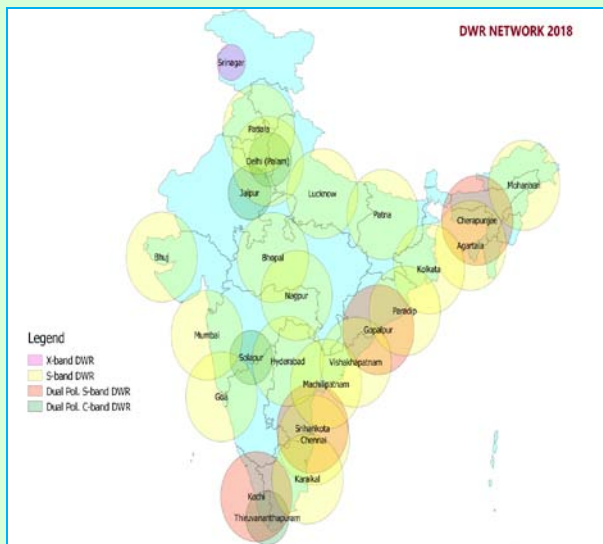 DWR NETWORK 2018
Srinagar
Patiala
Delhi (Palam)
Jaipur
Lucknow
Patna
Mohanbari
Cherapunjee
Agartala
Bhuj
Bhopal
Kolkata
Nagpur
Paradip
Gopalpur
Mumbai
Solapur
Hyderabad
Vishakhapatnam
Machilipatnam
Goa
Sriharikota
Chennai
Karaikal
Kochi
Thiruvananthapuram
Legend
X-band DWR
S-band DWR
Dual Pol. S-band DWR
Dual Pol. C-band DWR